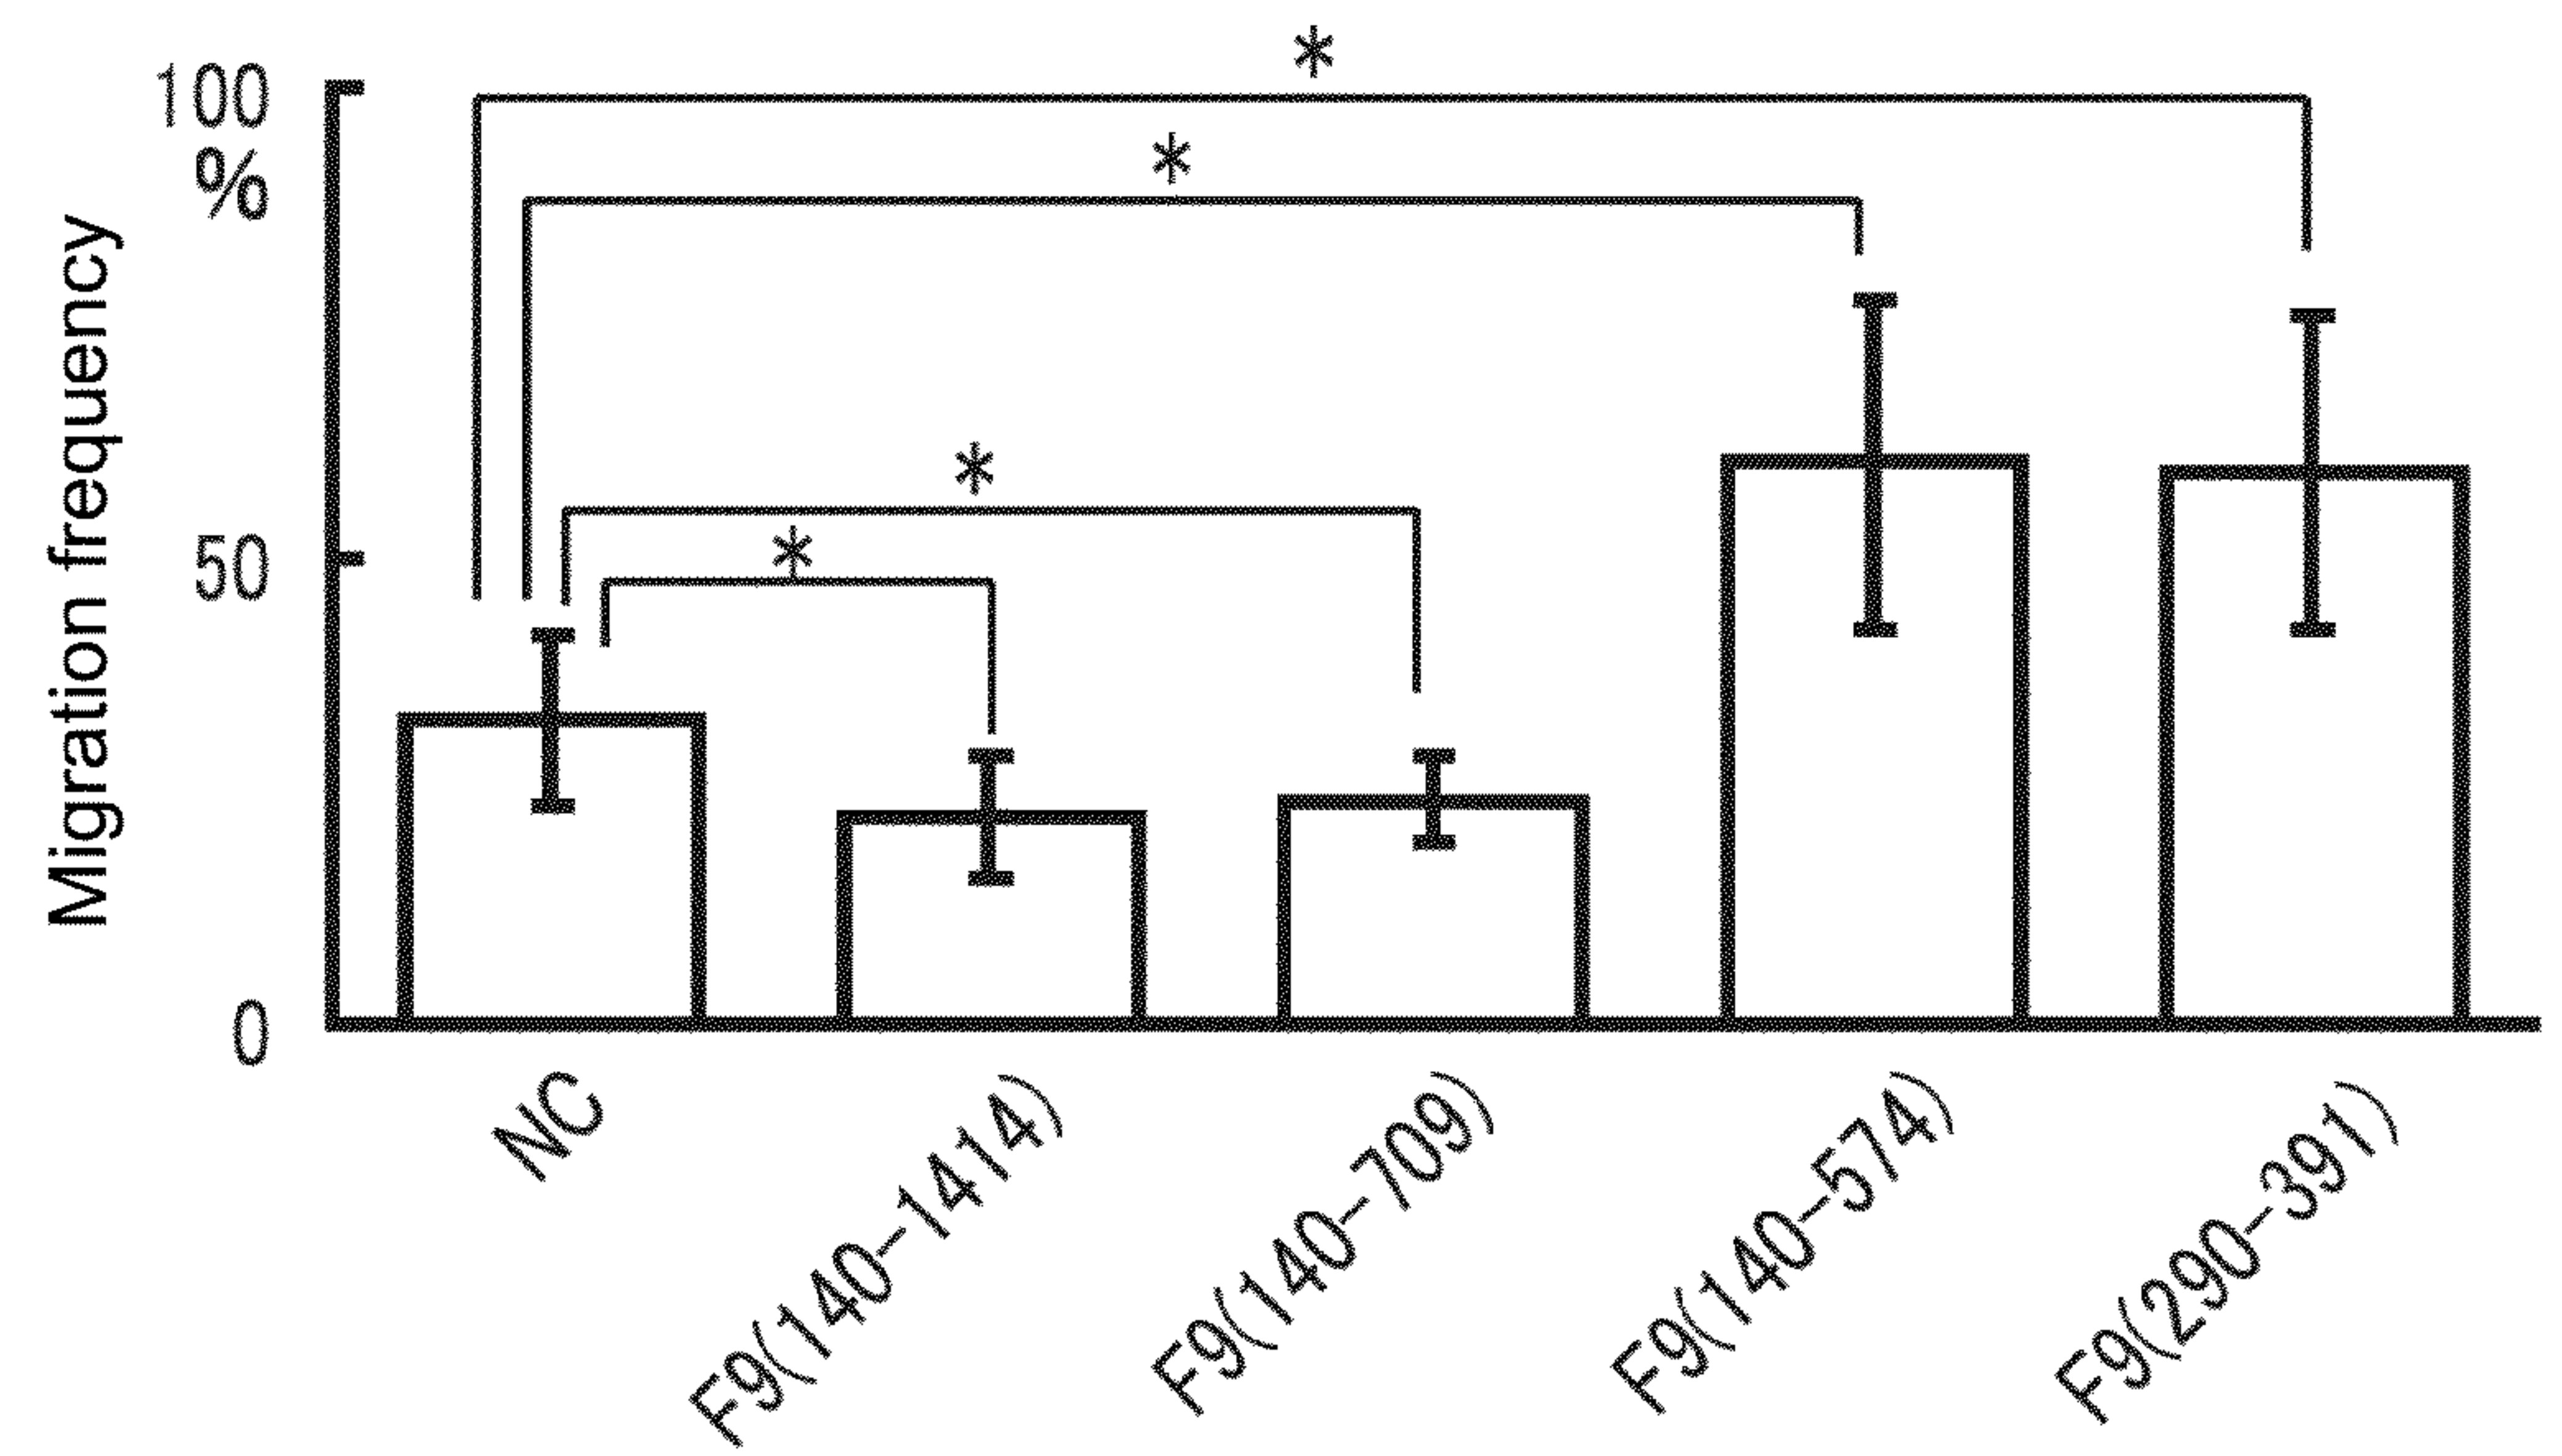 Migration frequency
100
%
50
0
*
*
*
*
NC
F9(140-1414)
F9(140-709)
F9(140-574)
F9(290-391)